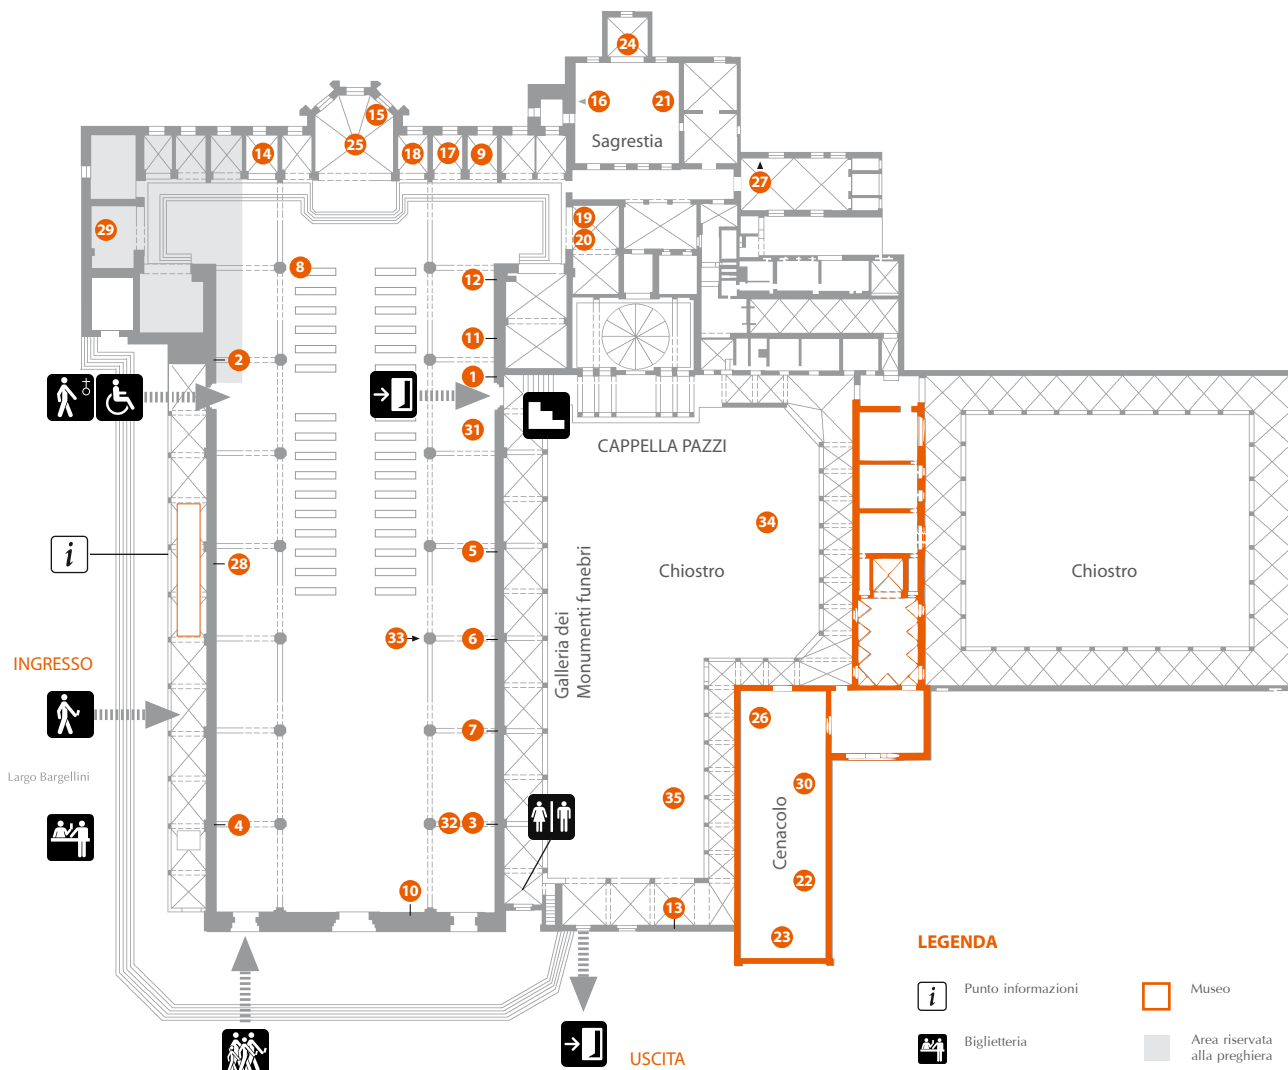 24
16
21
15
Sagrestia
25
14
18
17
9
27
19
29
20
8
12
11
2
1
31
CAPPELLA PAZZI
34
5
i
28
Galleria dei
Monumenti funebri
Chiostro
Chiostro
33
6
INGRESSO
26
7
Largo Bargellini
30
35
Cenacolo
4
32
3
22
10
13
23
LEGENDA
i
Punto informazioni
Museo
Biglietteria
Area riservata
alla preghiera
USCITA